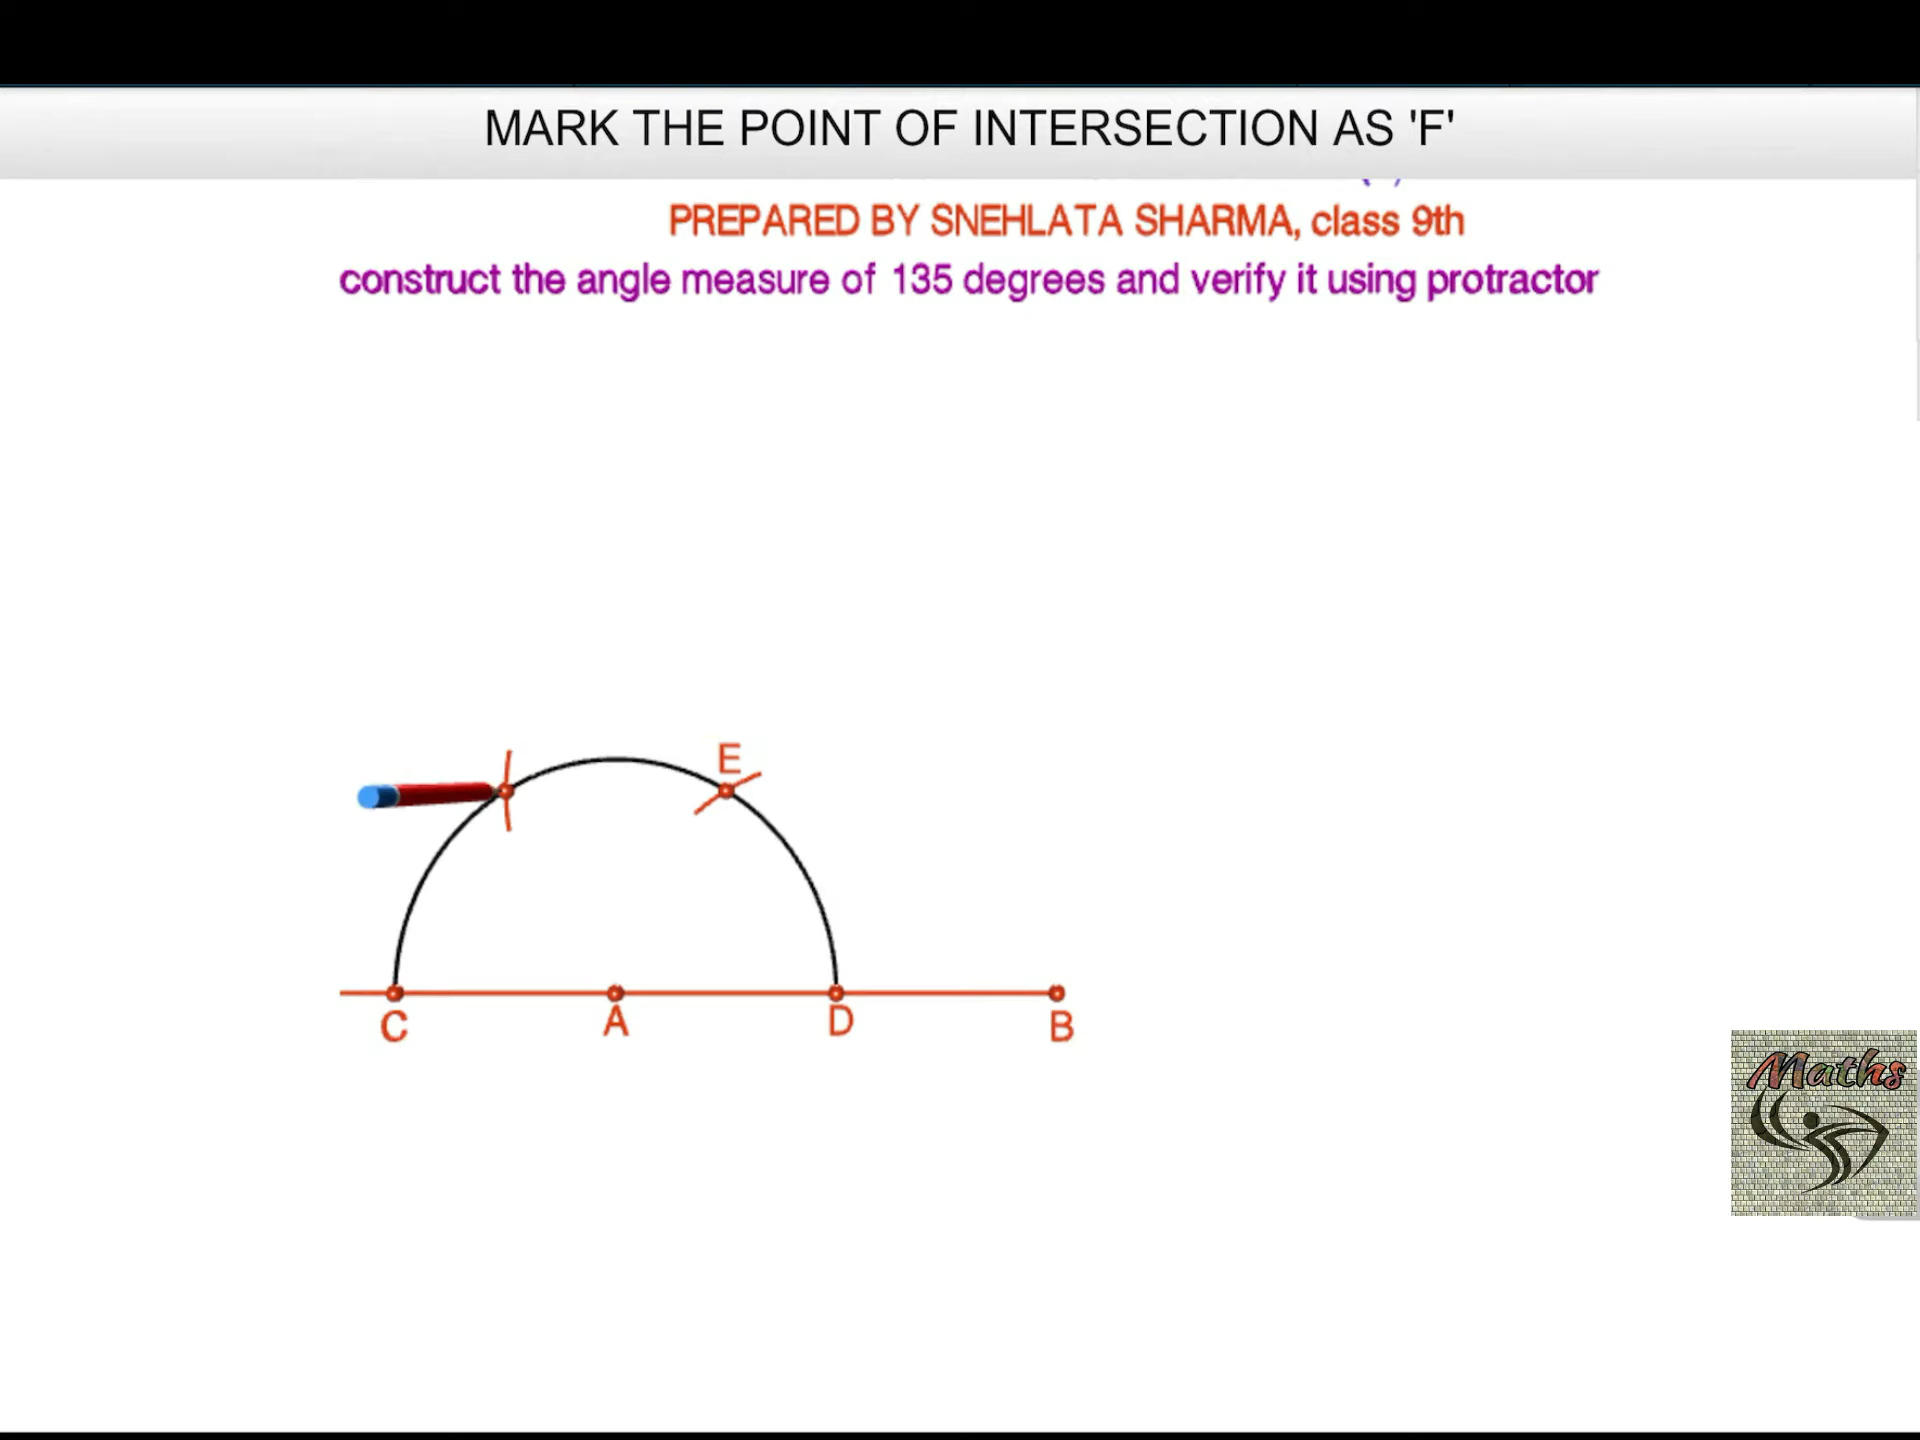 MARK THE POINT OF INTERSECTION AS 'F'
PREPARED BY SNEHLATA SHARMA, class 9th
construct the angle measure of 135 degrees and verify it using protractor
E
C
A
D
B
Maths